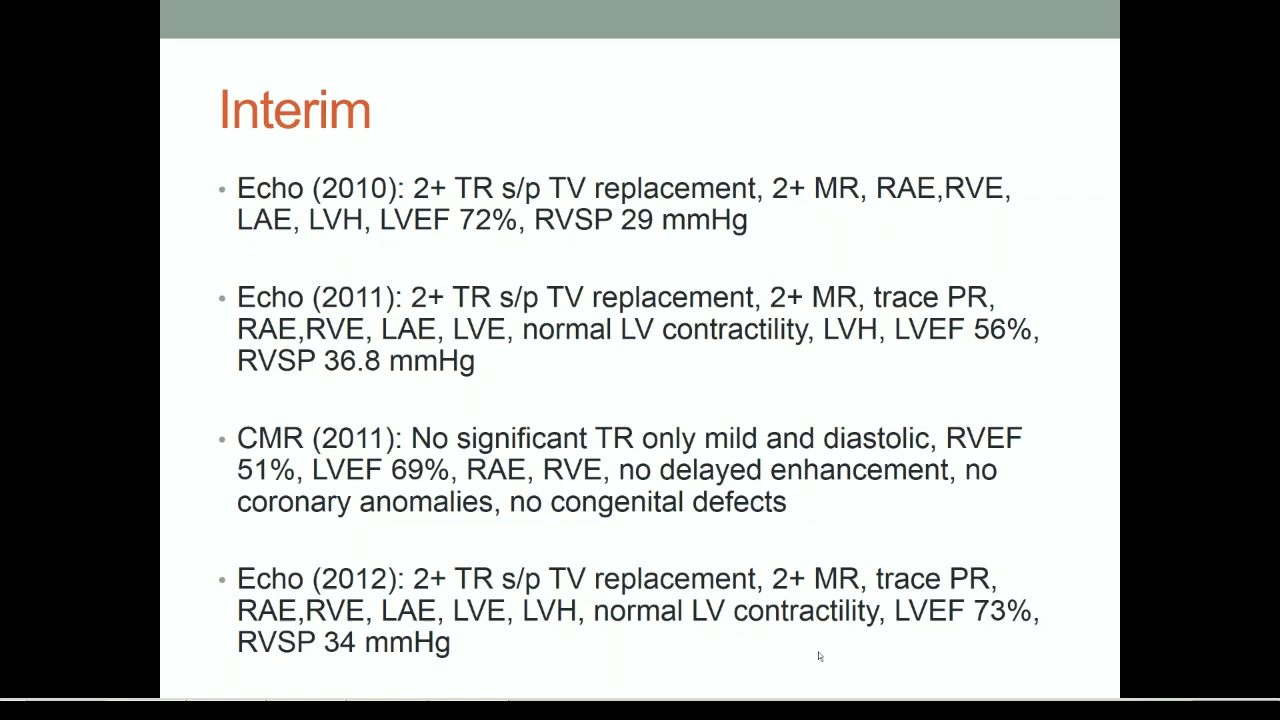 Interim
• Echo (2010): 2+ TR s/p TV replacement, 2+ MR, RAE,RVE,
LAE, LVH, LVEF 72%, RVSP 29 mmHg
• Echo (2011): 2+ TR s/p TV replacement, 2+ MR, trace PR,
RAE,RVE, LAE, LVE, normal LV contractility, LVH, LVEF 56%,
RVSP 36.8 mmHg
• CMR (2011): No significant TR only mild and diastolic, RVEF
51%, LVEF 69%, RAE, RVE, no delayed enhancement, no
coronary anomalies, no congenital defects
• Echo (2012): 2+ TR s/p TV replacement, 2+ MR, trace PR,
RAE,RVE, LAE, LVE, LVH, normal LV contractility, LVEF 73%,
RVSP 34 mmHg